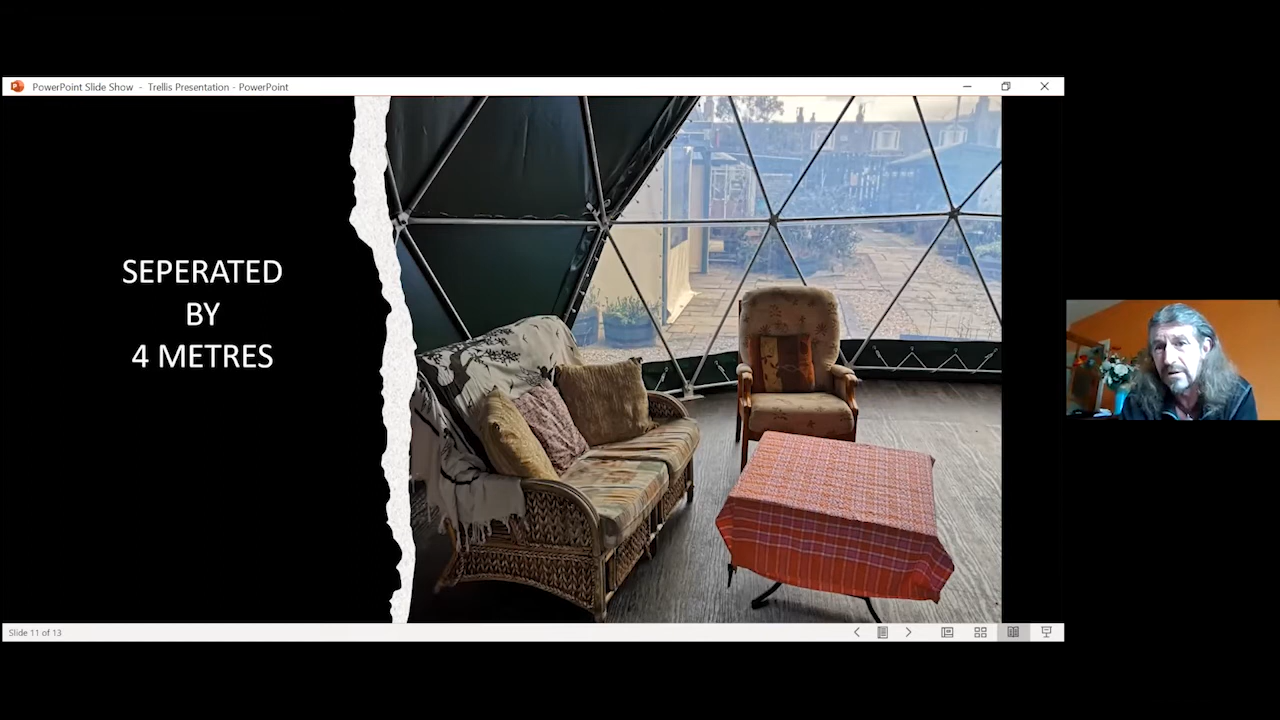 PowerPoint Slide Show - Trellis Presentation - PowerPoint
SEPERATED
BY
4 METRES
Slide 11 of 13